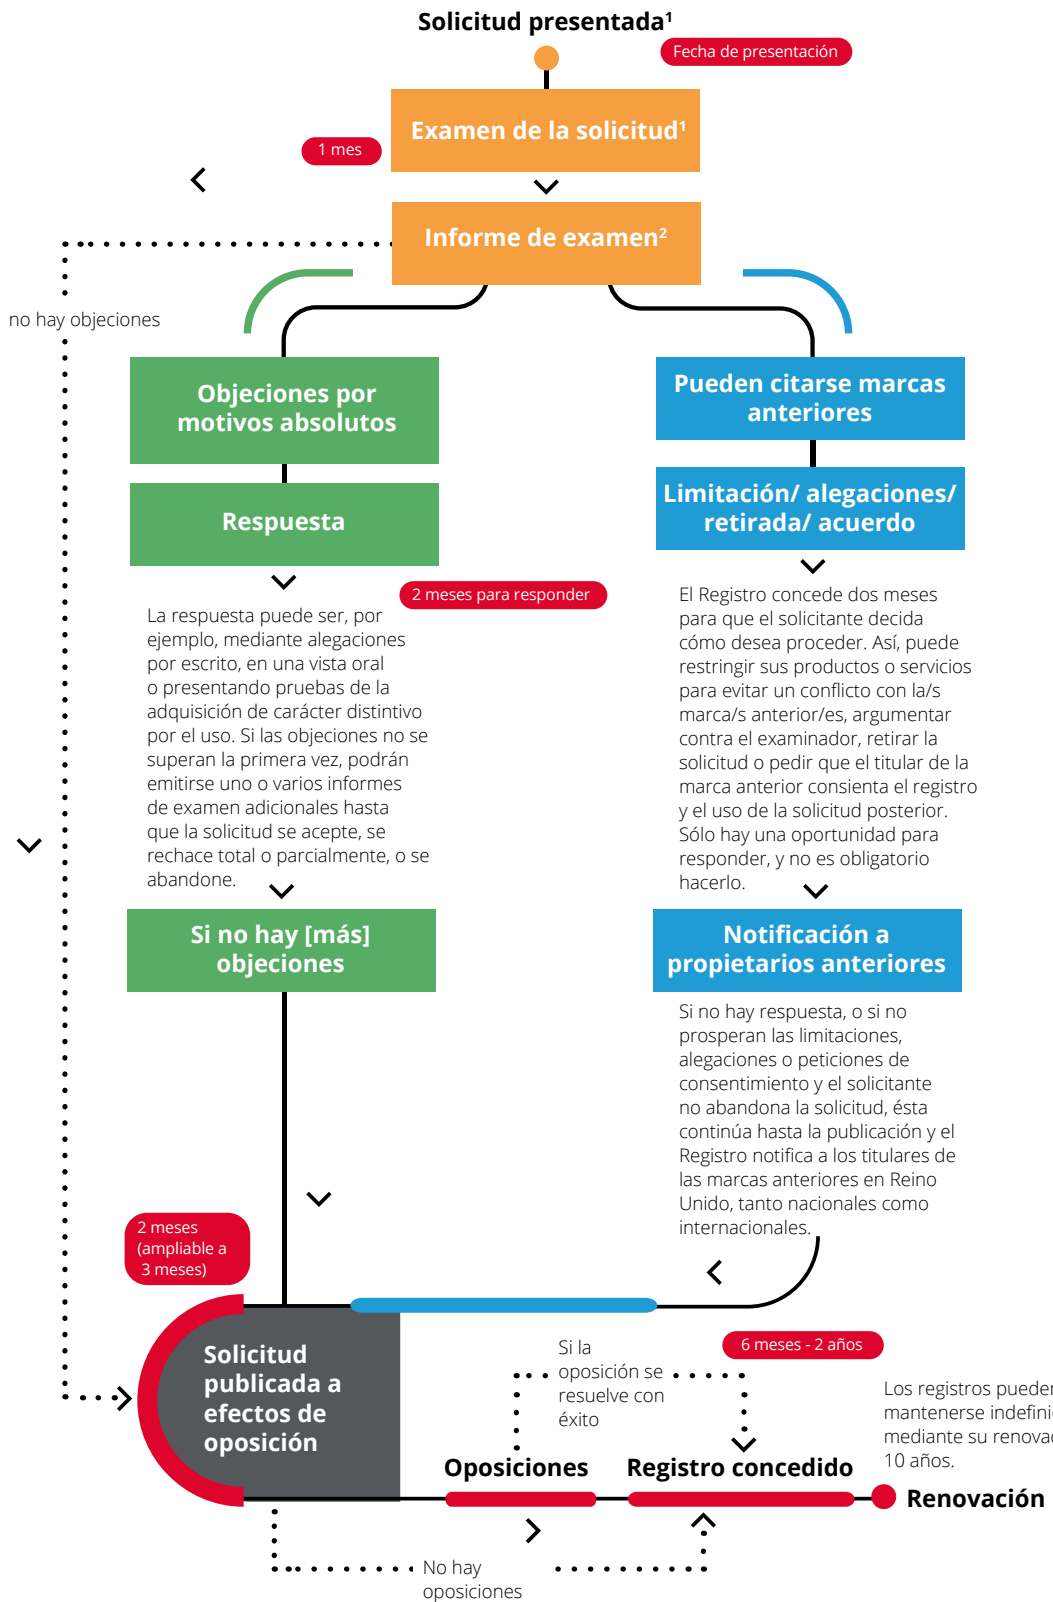 Solicitud presentada¹
Fecha de presentación
Examen de la solicitud¹
1 mes
Informe de examen²
no hay objeciones
Objeciones por
motivos absolutos
Respuesta
2 meses para responder
La respuesta puede ser, por
ejemplo, mediante alegaciones
por escrito, en una vista oral
o presentando pruebas de la
adquisición de carácter distintivo
por el uso. Si las objeciones no se
superan la primera vez, podrán
emitirse uno o varios informes
de examen adicionales hasta
que la solicitud se acepte, se
rechace total o parcialmente, o se
abandone.
Si no hay [más]
objeciones
Pueden citarse marcas
anteriores
Limitación/ alegaciones/
retirada/ acuerdo
El Registro concede dos meses
para que el solicitante decida
cómo desea proceder. Así, puede
restringir sus productos o servicios
para evitar un conflicto con la/s
marca/s anterior/es, argumentar
contra el examinador, retirar la
solicitud o pedir que el titular de la
marca anterior consienta el registro
y el uso de la solicitud posterior.
Sólo hay una oportunidad para
responder, y no es obligatorio
hacerlo.
Notificación a
propietarios anteriores
Si no hay respuesta, o si no
prosperan las limitaciones,
alegaciones o peticiones de
consentimiento y el solicitante
no abandona la solicitud, ésta
continúa hasta la publicación y el
Registro notifica a los titulares de
las marcas anteriores en Reino
Unido, tanto nacionales como
internacionales.
2 meses
(ampliable a
3 meses)
Solicitud
publicada a
efectos de
oposición
Si la
oposición se
resuelve con
éxito
6 meses - 2 años
Oposiciones
Registro concedido
Los registros pueden
mantenerse
mediante su
10 años.
Renovación
No hay
oposiciones